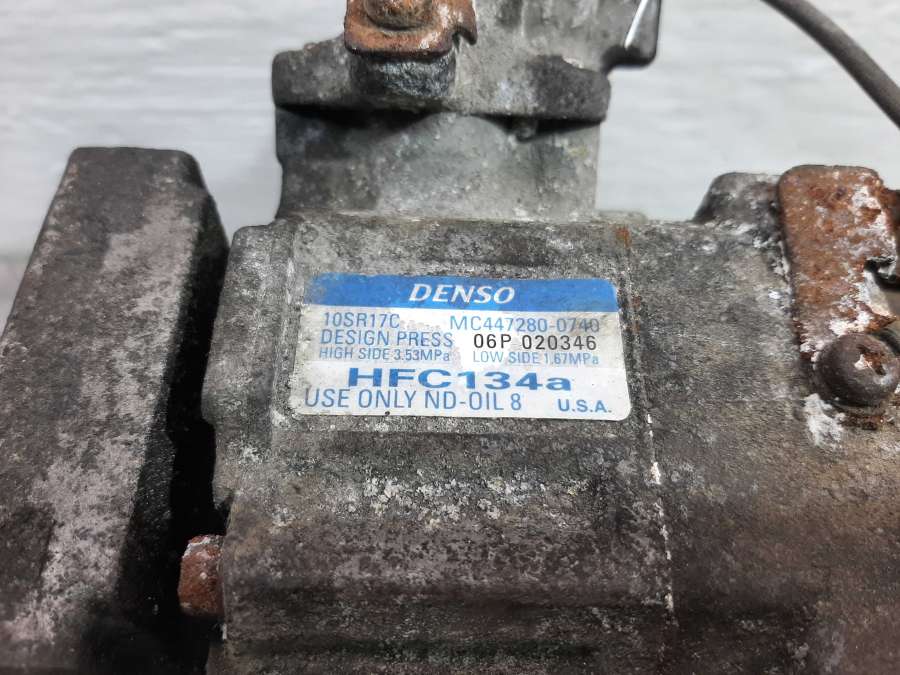 DENSO
10SR17C MC447280-0740
DESIGN PRESS 06P 020346
HIGH SIDE 3.53MPa LOW SIDE 1.67MPa
HFC134a
USE ONLY ND-OIL 8 U.S.A.